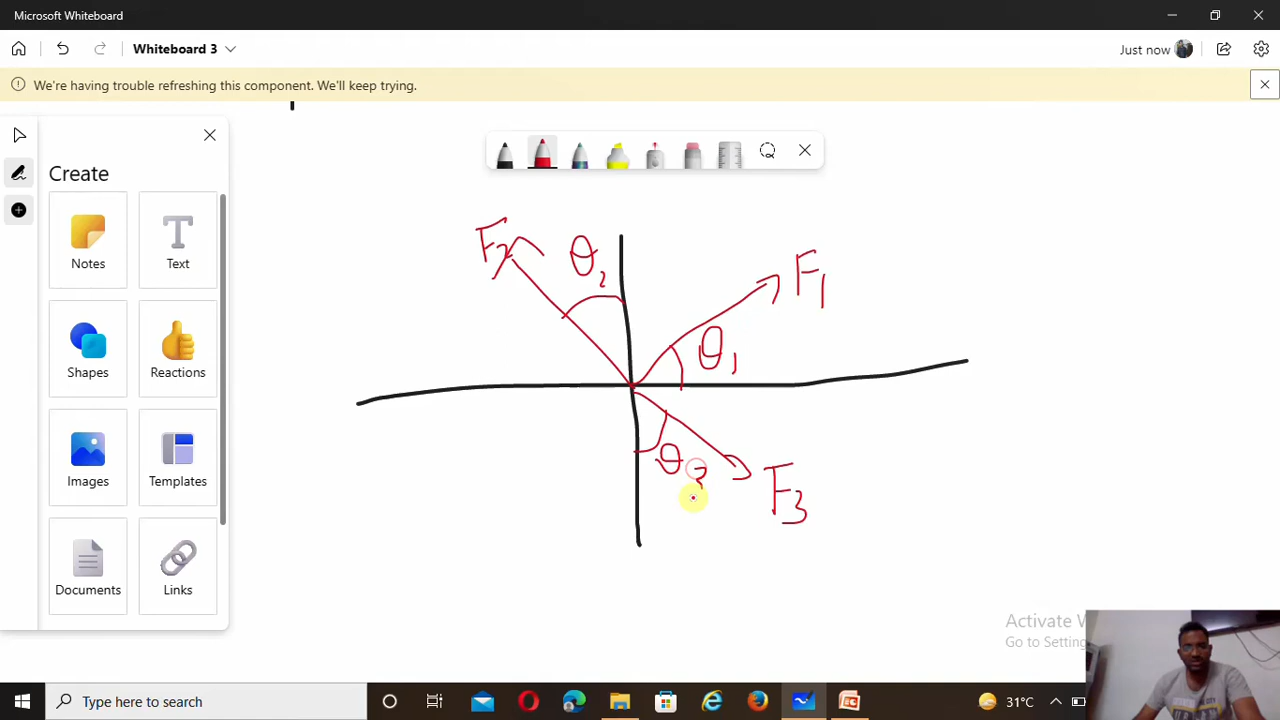 Microsoft Whiteboard
Whiteboard 3
Just now
We're having trouble refreshing this component. We'll keep trying.
Create
Notes
Text
Shapes
Reactions
Images
Templates
Documents
Links
F2
θ2
F1
θ1
θ3
F3
Activate W
Go to Setting
Type here to search
31°C